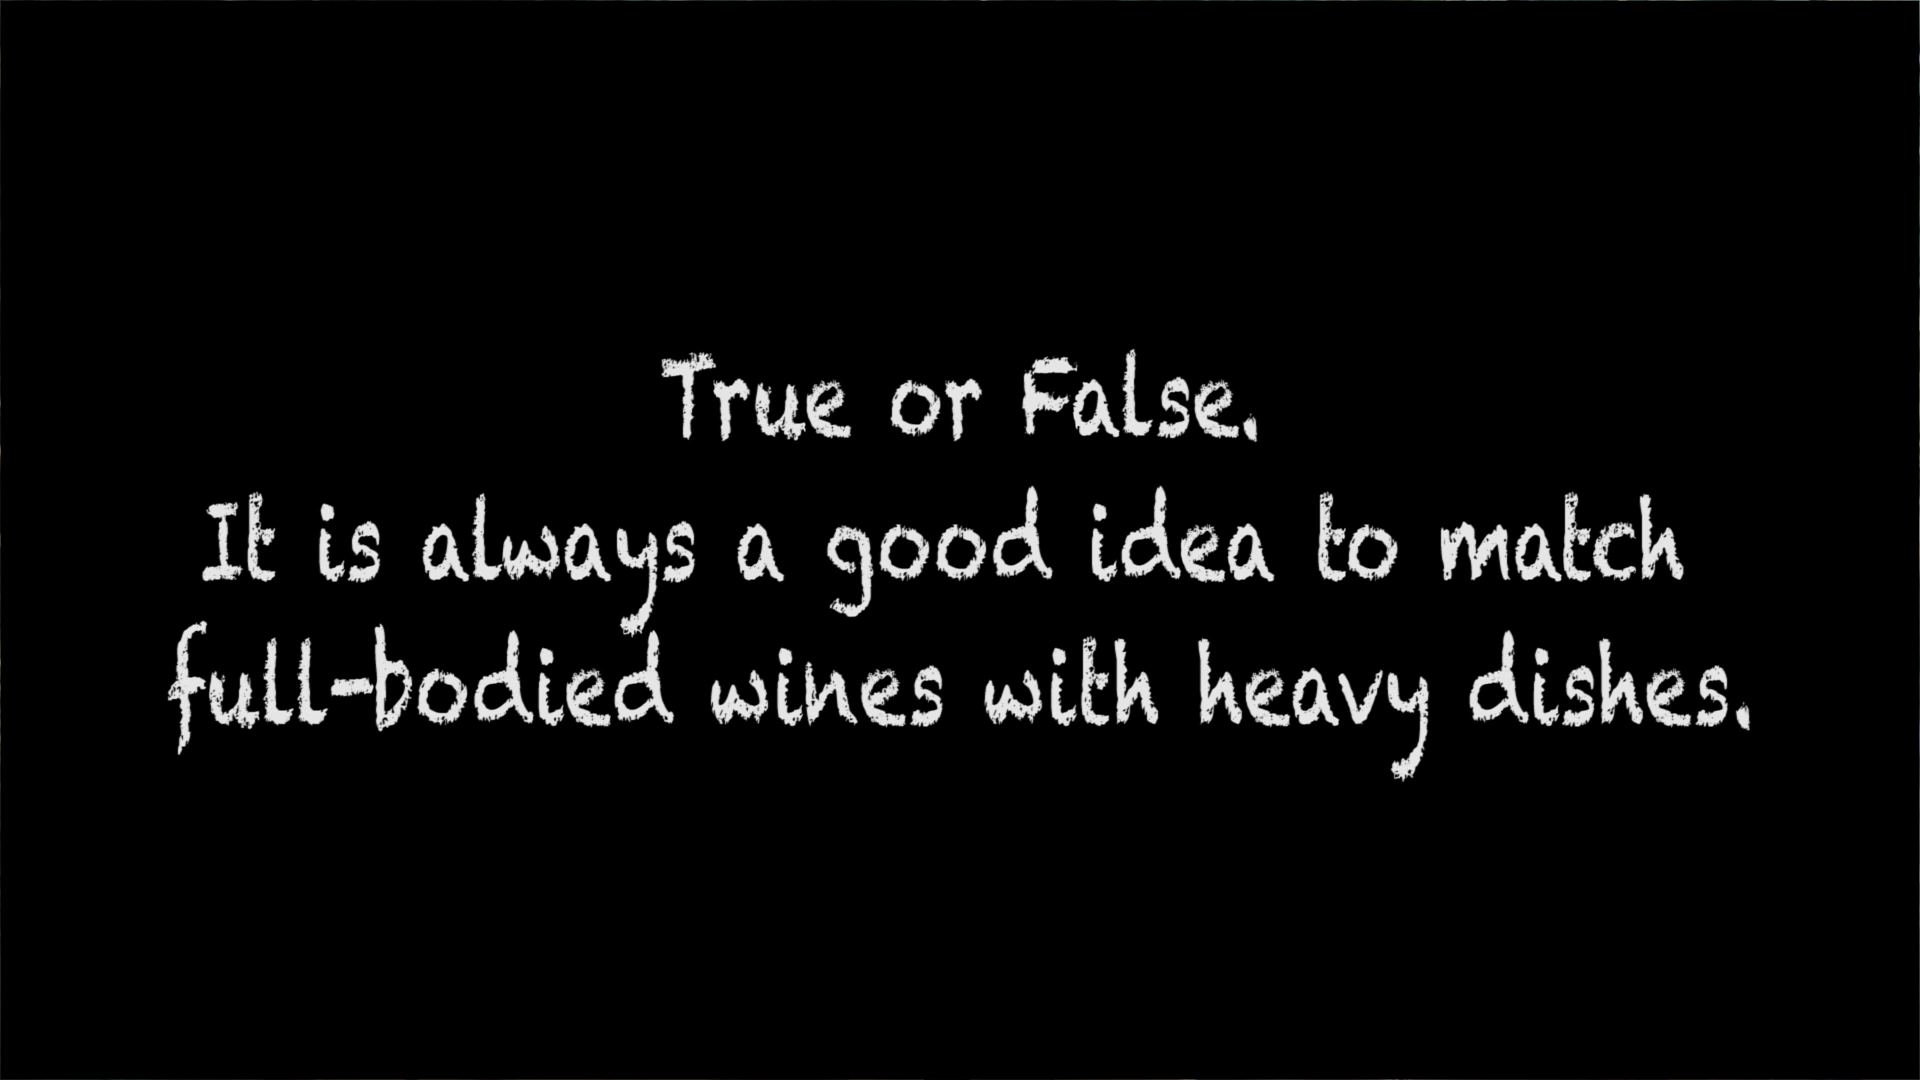 True or False.
It is always a good idea to match
full-bodied wines with heavy dishes.